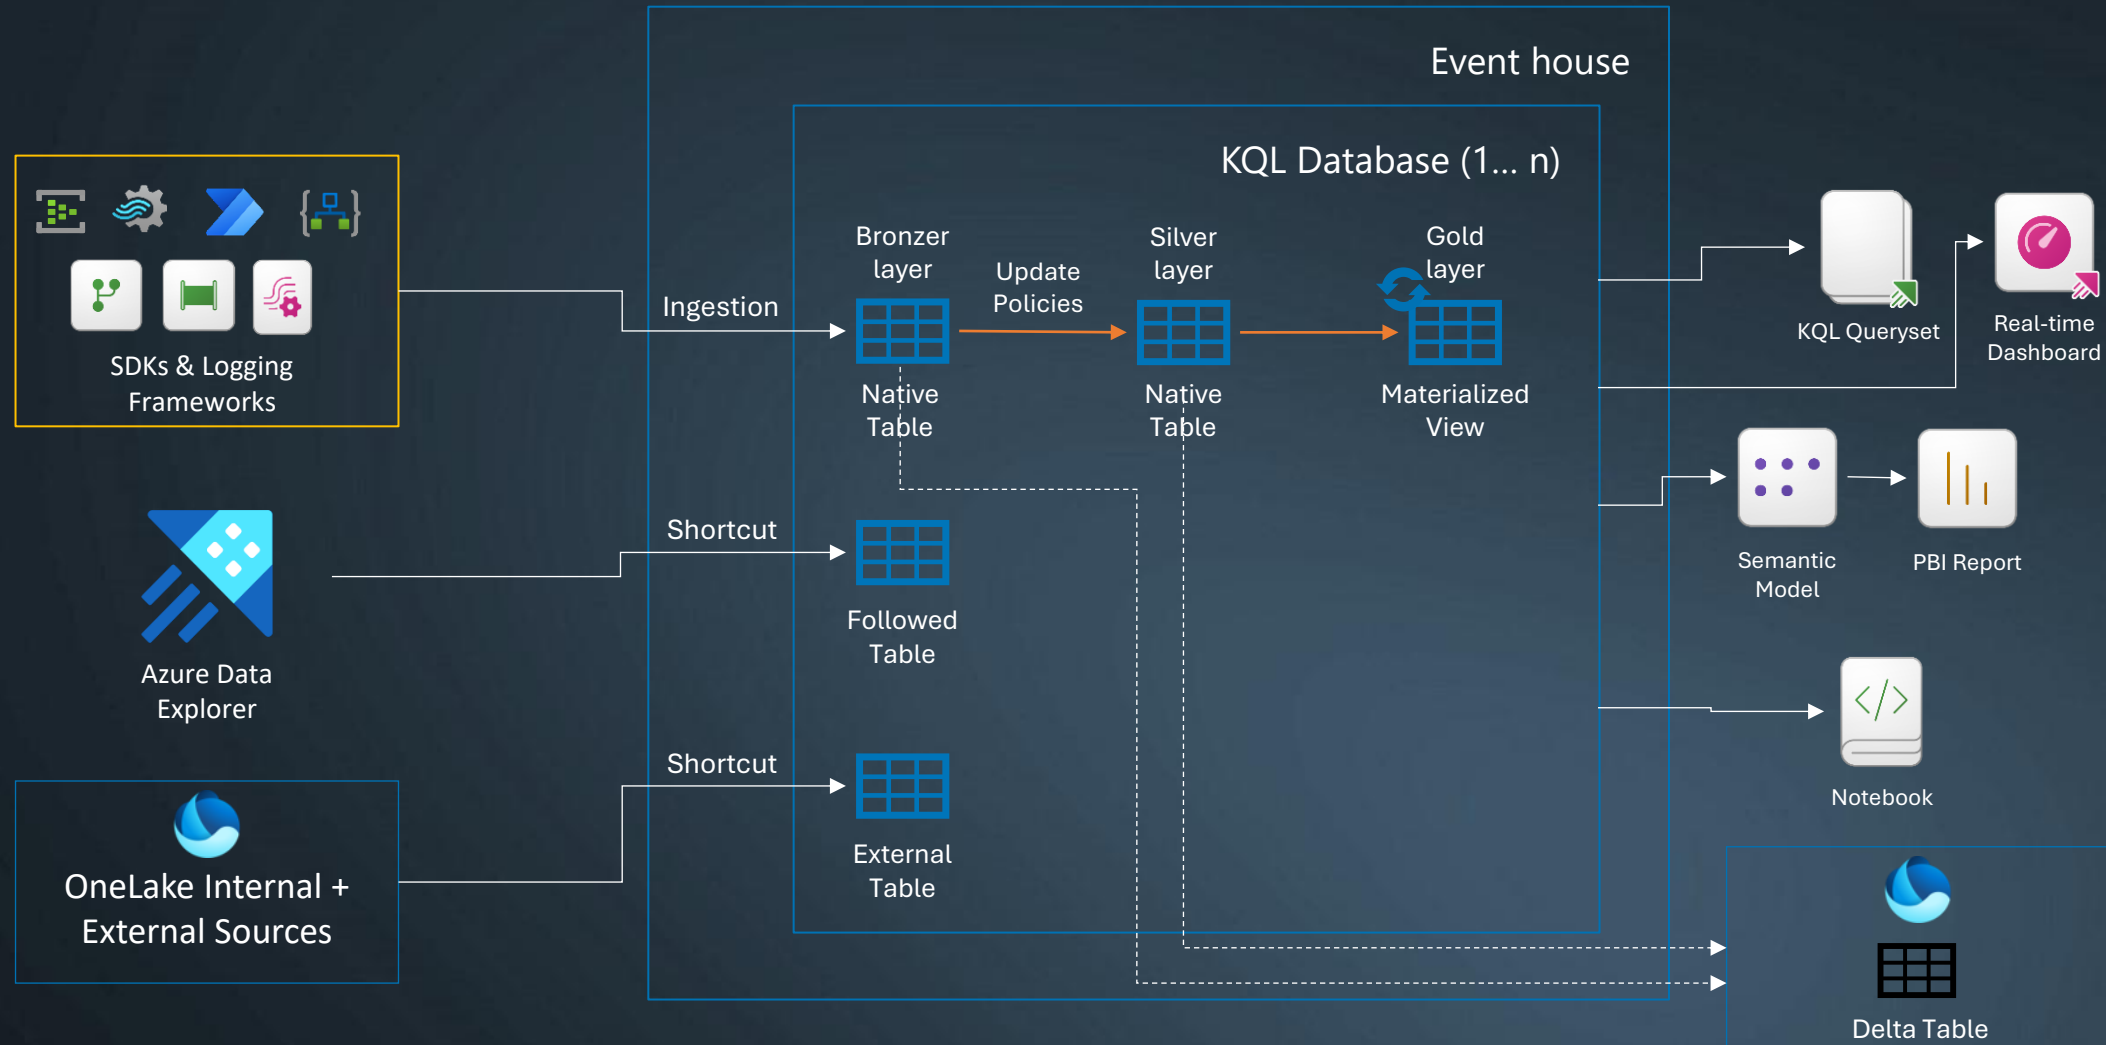 Event house
KQL Database (1... n)
SDKs & Logging
Frameworks
Ingestion
Bronzer
layer
Update
Policies
Silver
layer
Gold
layer
Native
Table
Native
Table
Materialized
View
KQL Queryset
Real-time
Dashboard
Azure Data
Explorer
Shortcut
Followed
Table
Semantic
Model
PBI Report
OneLake Internal +
External Sources
Shortcut
External
Table
Notebook
Delta Table